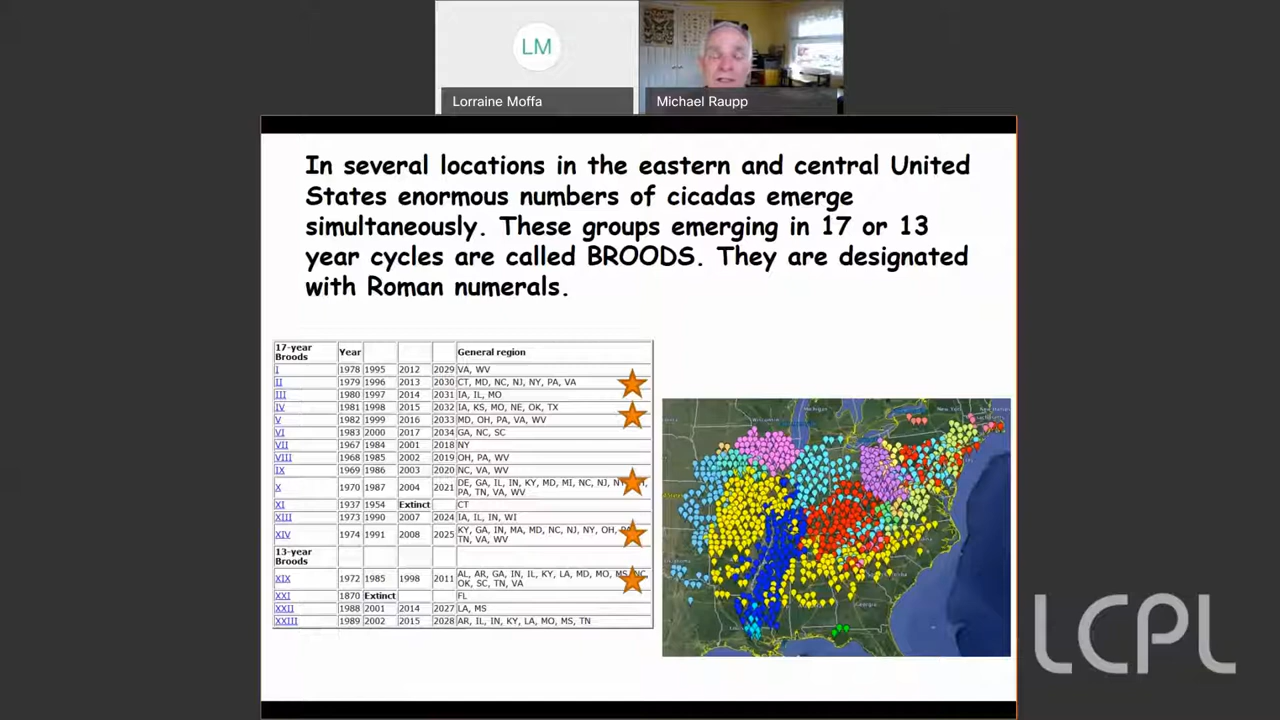 LM
Lorraine Moffa
Michael Raupp
In several locations in the eastern and central United
States enormous numbers of cicadas emerge
simultaneously. These groups emerging in 17 or 13
year cycles are called BROODS. They are designated
with Roman numerals.
17-year Broods Year General region
I 1978 1995 2012 2029 VA, WV
II 1979 1996 2013 2030 CT, MD, NC, NJ, NY, PA, VA
III 1980 1997 2014 2031 IA, IL, MO
IV 1981 1998 2015 2032 IA, KS, MO, NE, OK, TX
V 1982 1999 2016 2033 MD, OH, PA, VA, WV
VI 1983 2000 2017 2034 GA, NC, SC
VII 1967 1984 2001 2018 NY
VIII 1968 1985 2002 2019 OH, PA, WV
IX 1969 1986 2003 2020 NC, VA, WV
X 1970 1987 2004 2021 DE, GA, IL, IN, KY, MD, MI, NC, NJ,
PA, TN, VA, WV
XI 1937 1954 Extinct CT
XIII 1973 1990 2007 2024 IA, IL, IN, WI
XIV 1974 1991 2008 2025 KY, GA, IN, MA, MD, NC, NJ, NY, OH,
TN, VA, WV
13-year Broods
XIX 1972 1985 1998 2011 AL, AR, GA, IN, IL, KY, LA, MD, MO, MS,
OK, SC, TN, VA
XXI 1870 Extinct FL
XXII 1988 2001 2014 2027 LA, MS
XXIII 1989 2002 2015 2028 AR, IL, IN, KY, LA, MO, MS, TN
Michigan
New York
Georgia
LCPL